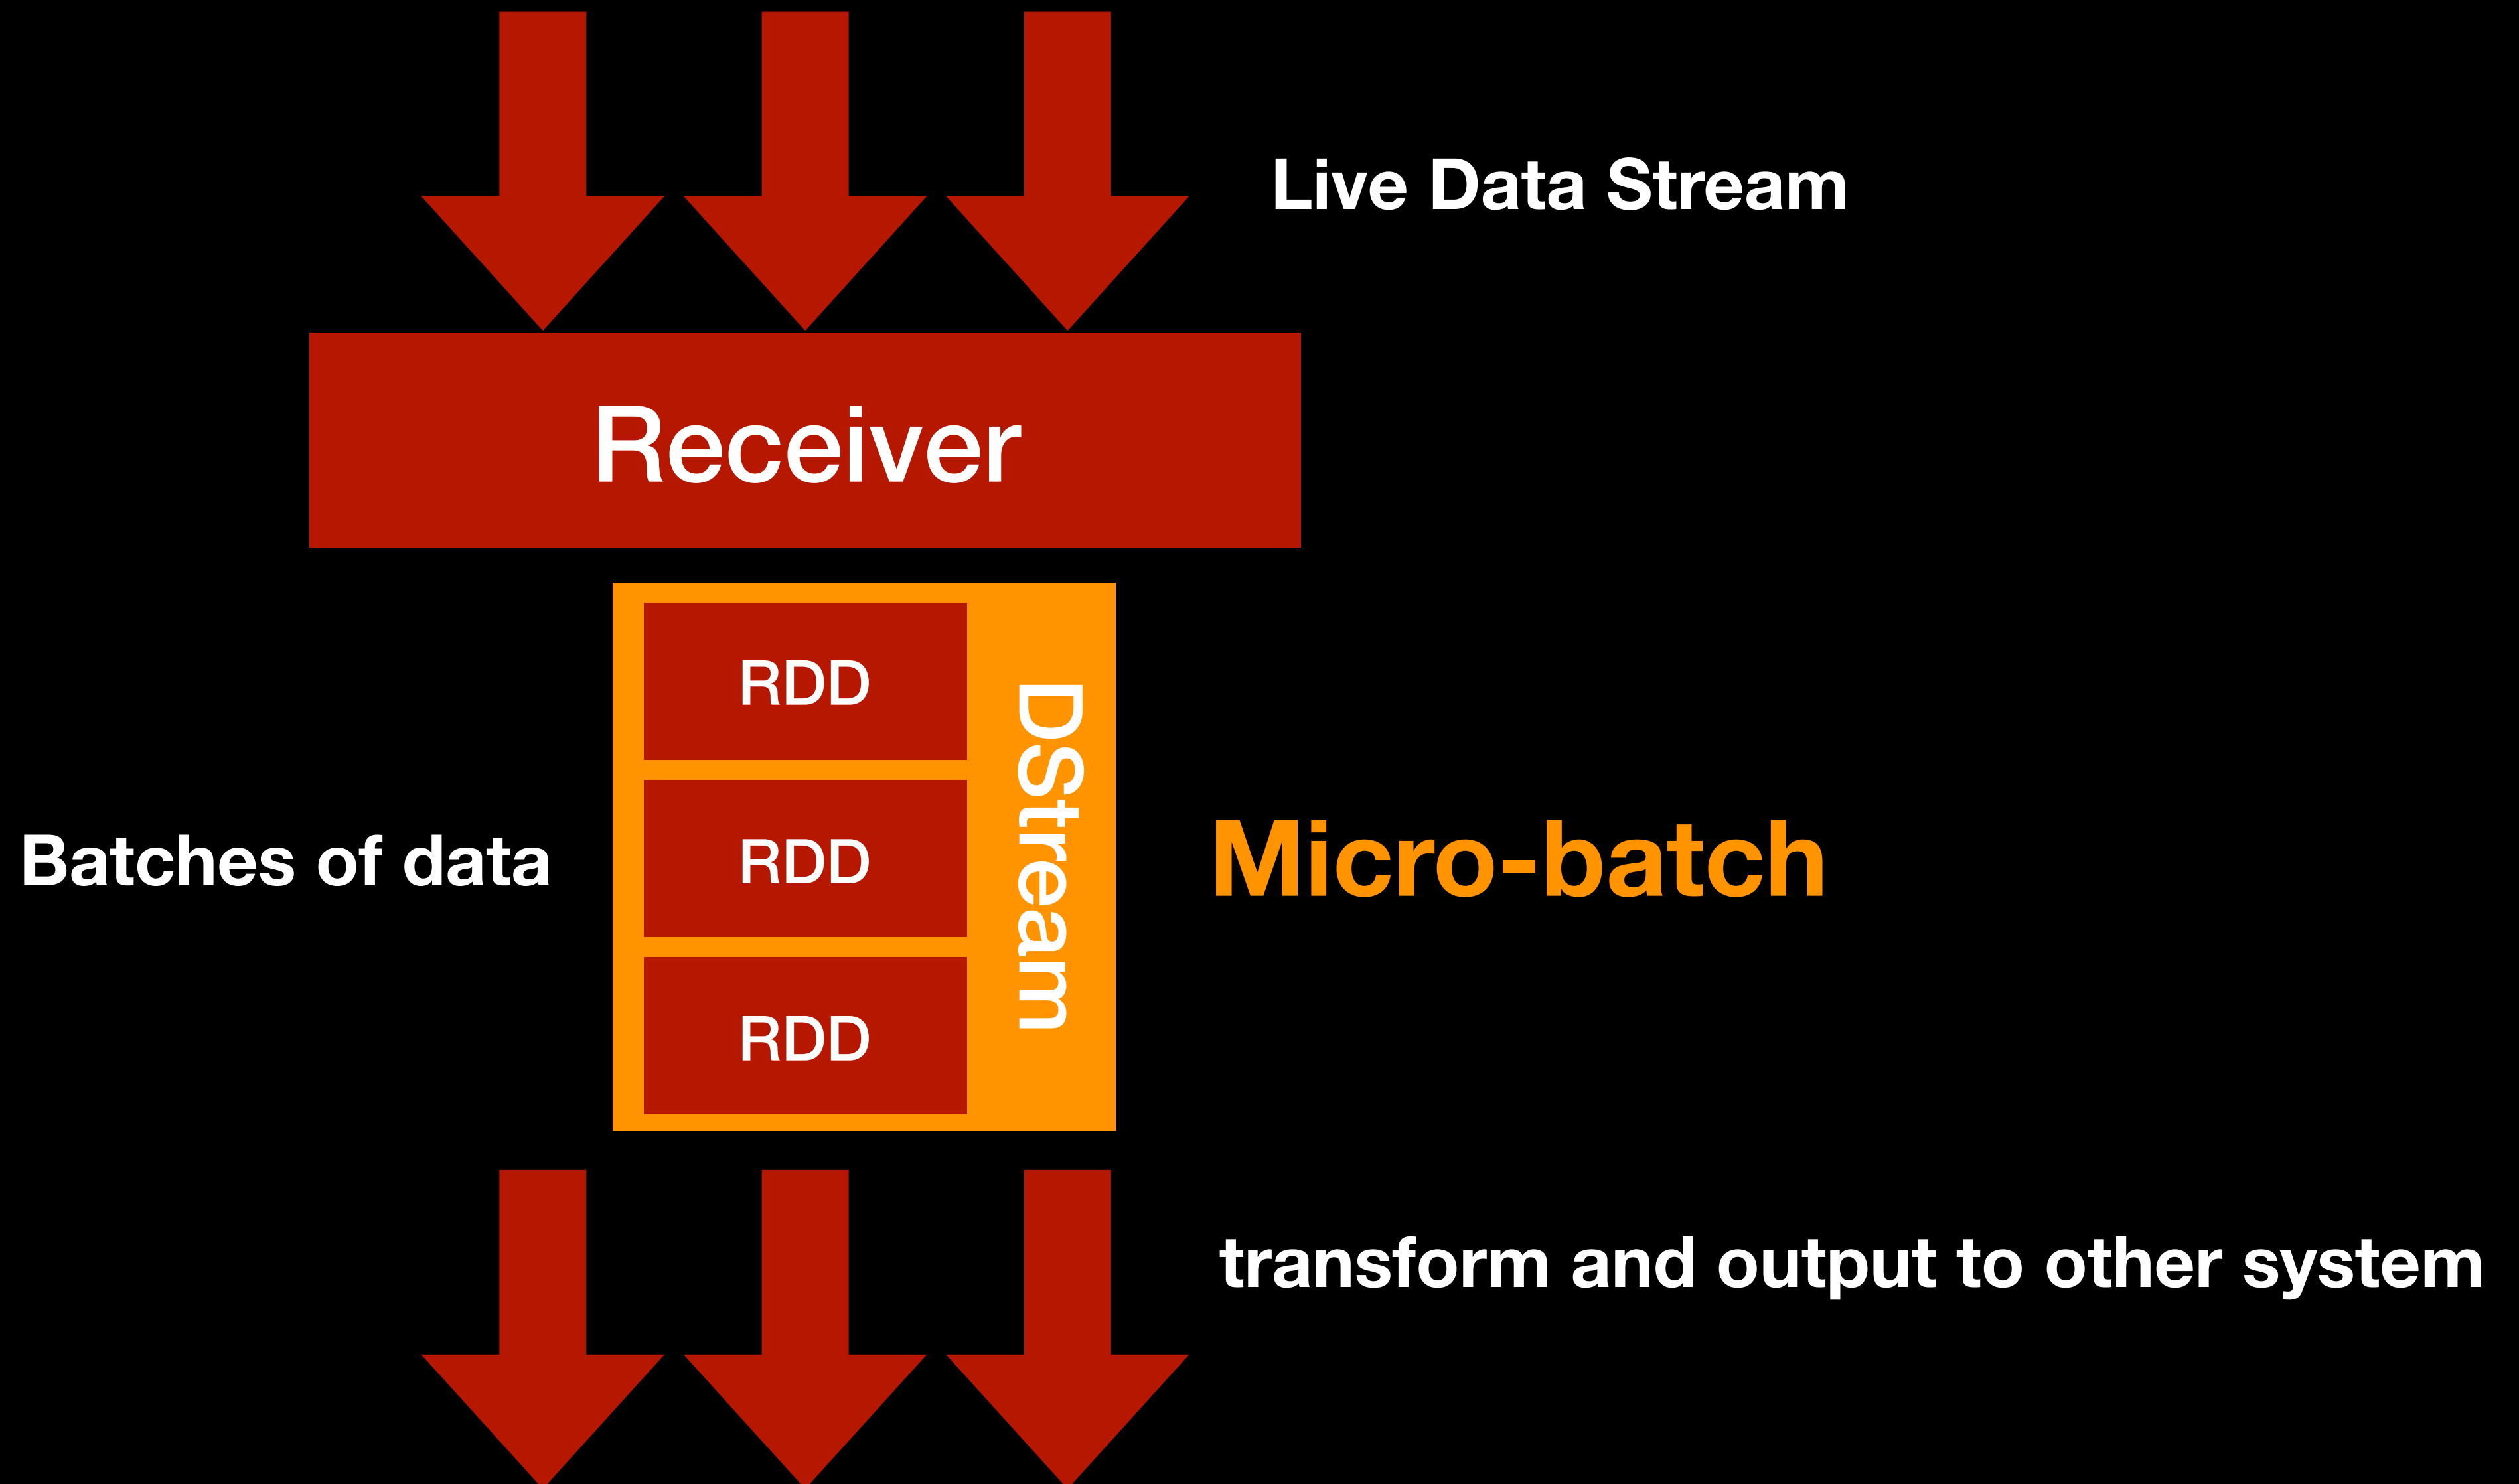 Live Data Stream
Receiver
RDD
RDD
RDD
DStream
Batches of data
Micro-batch
transform and output to other system